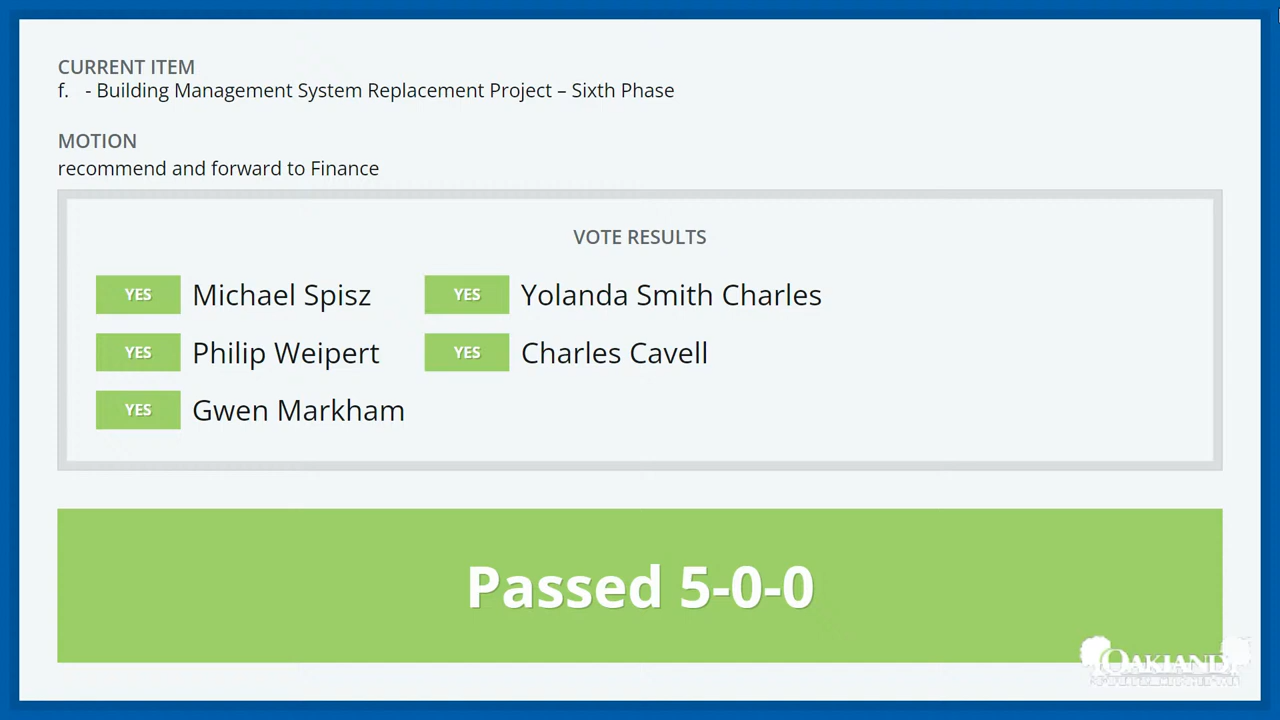 CURRENT ITEM
f. - Building Management System Replacement Project – Sixth Phase
MOTION
recommend and forward to Finance
VOTE RESULTS
YES Michael Spisz YES Yolanda Smith Charles
YES Philip Weipert YES Charles Cavell
YES Gwen Markham
Passed 5-0-0
OAKLAND